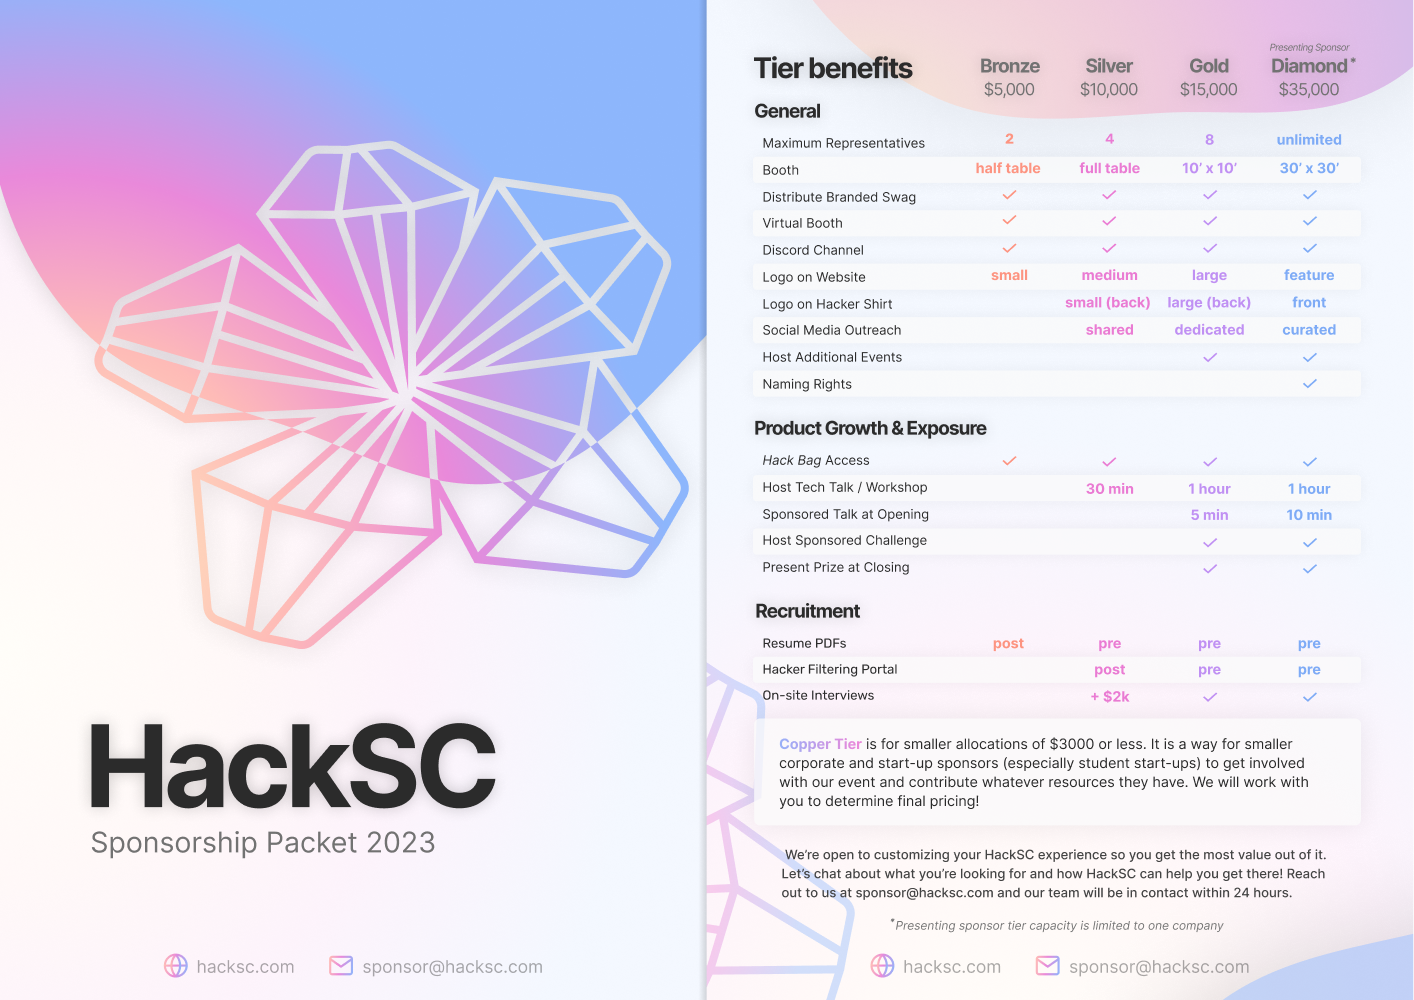 HackSC
Sponsorship Packet 2023
hacksc.com sponsor@hacksc.com
Presenting Sponsor
Tier benefits Bronze Silver Gold Diamond*
$5,000 $10,000 $15,000 $35,000
General
Maximum Representatives 2 4 8 unlimited
Booth half table full table 10’ x 10’ 30’ x 30’
Distribute Branded Swag ✓ ✓ ✓ ✓
Virtual Booth ✓ ✓ ✓ ✓
Discord Channel ✓ ✓ ✓ ✓
Logo on Website small medium large feature
Logo on Hacker Shirt small (back) large (back) front
Social Media Outreach shared dedicated curated
Host Additional Events ✓ ✓
Naming Rights ✓
Product Growth & Exposure
Hack Bag Access ✓ ✓ ✓ ✓
Host Tech Talk / Workshop 30 min 1 hour 1 hour
Sponsored Talk at Opening 5 min 10 min
Host Sponsored Challenge ✓ ✓
Present Prize at Closing ✓ ✓
Recruitment
Resume PDFs post pre pre pre
Hacker Filtering Portal post pre pre
On-site Interviews + $2k ✓ ✓
Copper Tier is for smaller allocations of $3000 or less. It is a way for smaller
corporate and start-up sponsors (especially student start-ups) to get involved
with our event and contribute whatever resources they have. We will work with
you to determine final pricing!
We’re open to customizing your HackSC experience so you get the most value out of it.
Let’s chat about what you’re looking for and how HackSC can help you get there! Reach
out to us at sponsor@hacksc.com and our team will be in contact within 24 hours.
*Presenting sponsor tier capacity is limited to one company
hacksc.com sponsor@hacksc.com